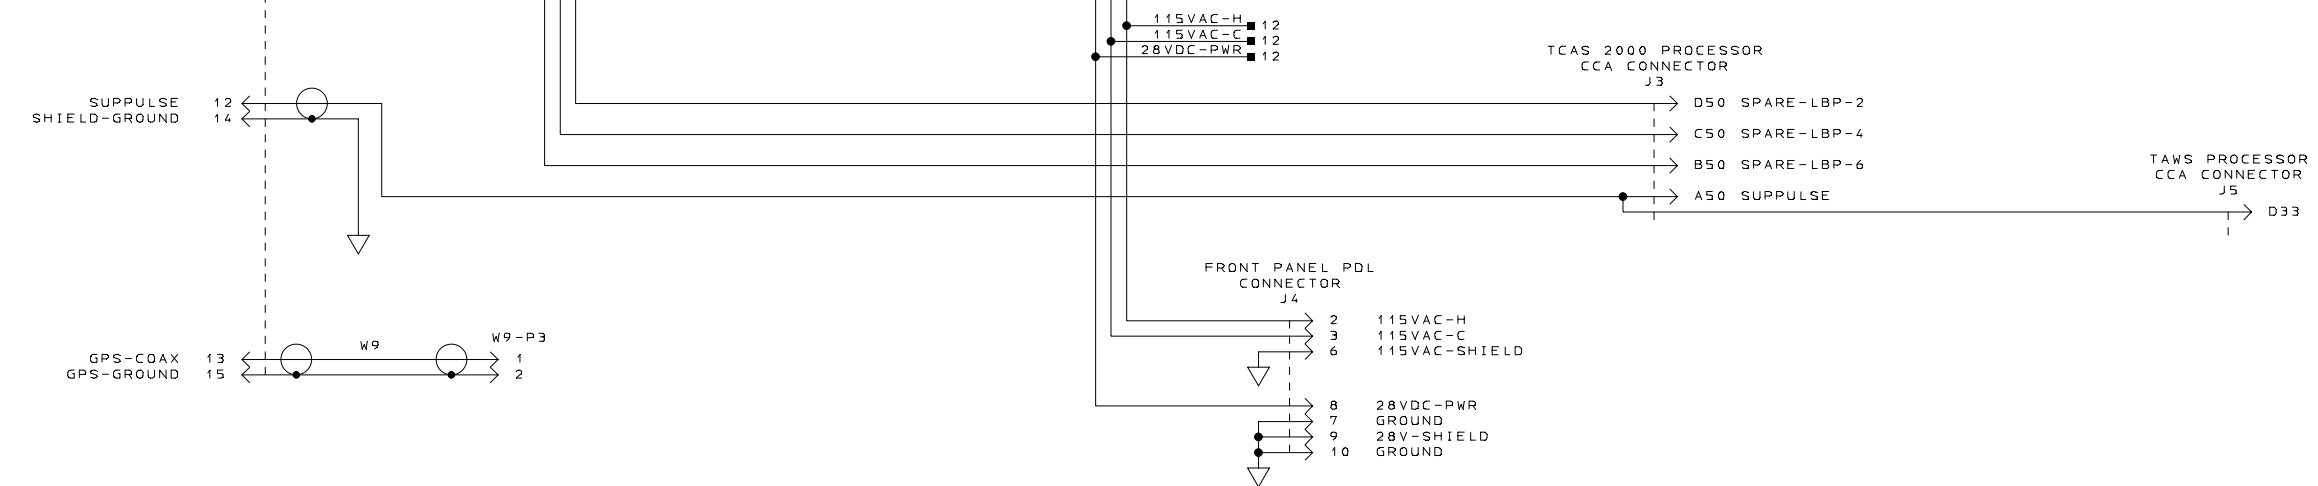 115VAC-H 12
115VAC-C 12
28VDC-PWR 12
TCAS 2000 PROCESSOR
CCA CONNECTOR
J3
SUPPULSE 12
SHIELD-GROUND 14
D50 SPARE-LBP-2
C50 SPARE-LBP-4
B50 SPARE-LBP-6
A50 SUPPULSE
TAWS PROCESSOR
CCA CONNECTOR
J5
D33
FRONT PANEL PDL
CONNECTOR
J4
2 115VAC-H
3 115VAC-C
6 115VAC-SHIELD
8 28VDC-PWR
7 GROUND
9 28V-SHIELD
10 GROUND
W9 W9-P3
GPS-COAX 13 1
GPS-GROUND 15 2